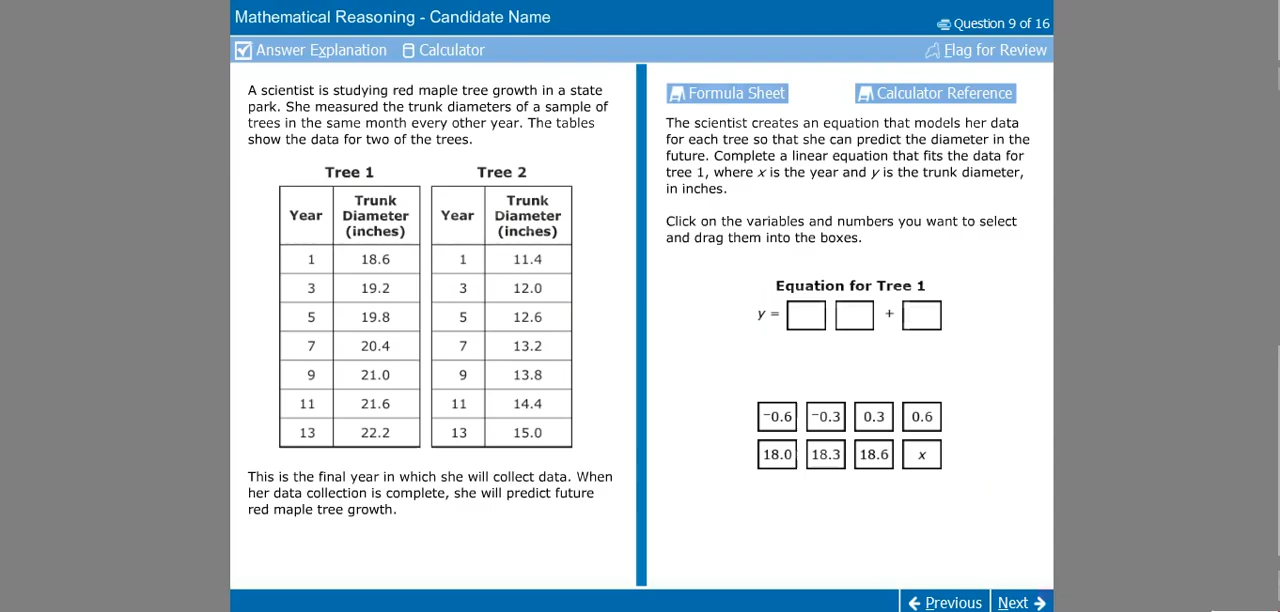 Mathematical Reasoning - Candidate Name
Question 9 of 16
Answer Explanation
Calculator
Flag for Review
A scientist is studying red maple tree growth in a state
park. She measured the trunk diameters of a sample of
trees in the same month every other year. The tables
show the data for two of the trees.
Tree 1
Year Trunk Diameter (inches)
1 18.6
3 19.2
5 19.8
7 20.4
9 21.0
11 21.6
13 22.2
Tree 2
Year Trunk Diameter (inches)
1 11.4
3 12.0
5 12.6
7 13.2
9 13.8
11 14.4
13 15.0
This is the final year in which she will collect data. When
her data collection is complete, she will predict future
red maple tree growth.
Formula Sheet
Calculator Reference
The scientist creates an equation that models her data
for each tree so that she can predict the diameter in the
future. Complete a linear equation that fits the data for
tree 1, where x is the year and y is the trunk diameter,
in inches.
Click on the variables and numbers you want to select
and drag them into the boxes.
Equation for Tree 1
y = +
-0.6 -0.3 0.3 0.6
18.0 18.3 18.6 x
Previous
Next